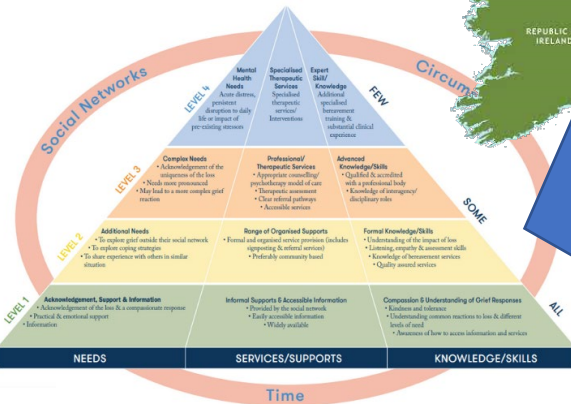 REPUBLIC
IRELAND
Social Networks
Circum
LEVEL 4
Mental
Health
Needs
Acute distress,
persistent
disruption to daily
life or impact of
pre-existing stressors
Specialised
Therapeutic
Services
Specialised
therapeutic
services/
Interventions
Expert
Skill/
Knowledge
Additional
specialised
bereavement
training &
substantial clinical
experience
FEW
LEVEL 3
Complex Needs
• Acknowledgement of the
uniqueness of the loss
• Needs more pronounced
• May lead to a more complex grief
reaction
Professional/
Therapeutic Services
• Appropriate counselling/
psychotherapy model of care
• Therapeutic assessment
• Clear referral pathways
• Accessible services
Advanced
Knowledge/Skills
• Qualified & accredited
with a professional body
• Knowledge of interagency/
disciplinary roles
SOME
LEVEL 2
Additional Needs
• To explore grief outside their social network
• To explore coping strategies
• To share experience with others in similar
situation
Range of Organised Supports
• Formal and organised service provision (includes
signposting & referral services)
• Preferably community based
Formal Knowledge/Skills
• Understanding of the impact of loss
• Listening, empathy & assessment skills
• Knowledge of bereavement services
• Quality assured services
LEVEL 1
Acknowledgement, Support & Information
• Acknowledgement of the loss & a compassionate response
• Practical & emotional support
• Information
Informal Supports & Accessible Information
• Provided by the social network
• Easily accessible information
• Widely available
Compassion & Understanding of Grief Responses
• Kindness and tolerance
• Understanding common reactions to loss & different
levels of need
• Awareness of how to access information and services
ALL
NEEDS
SERVICES/SUPPORTS
KNOWLEDGE/SKILLS
Time